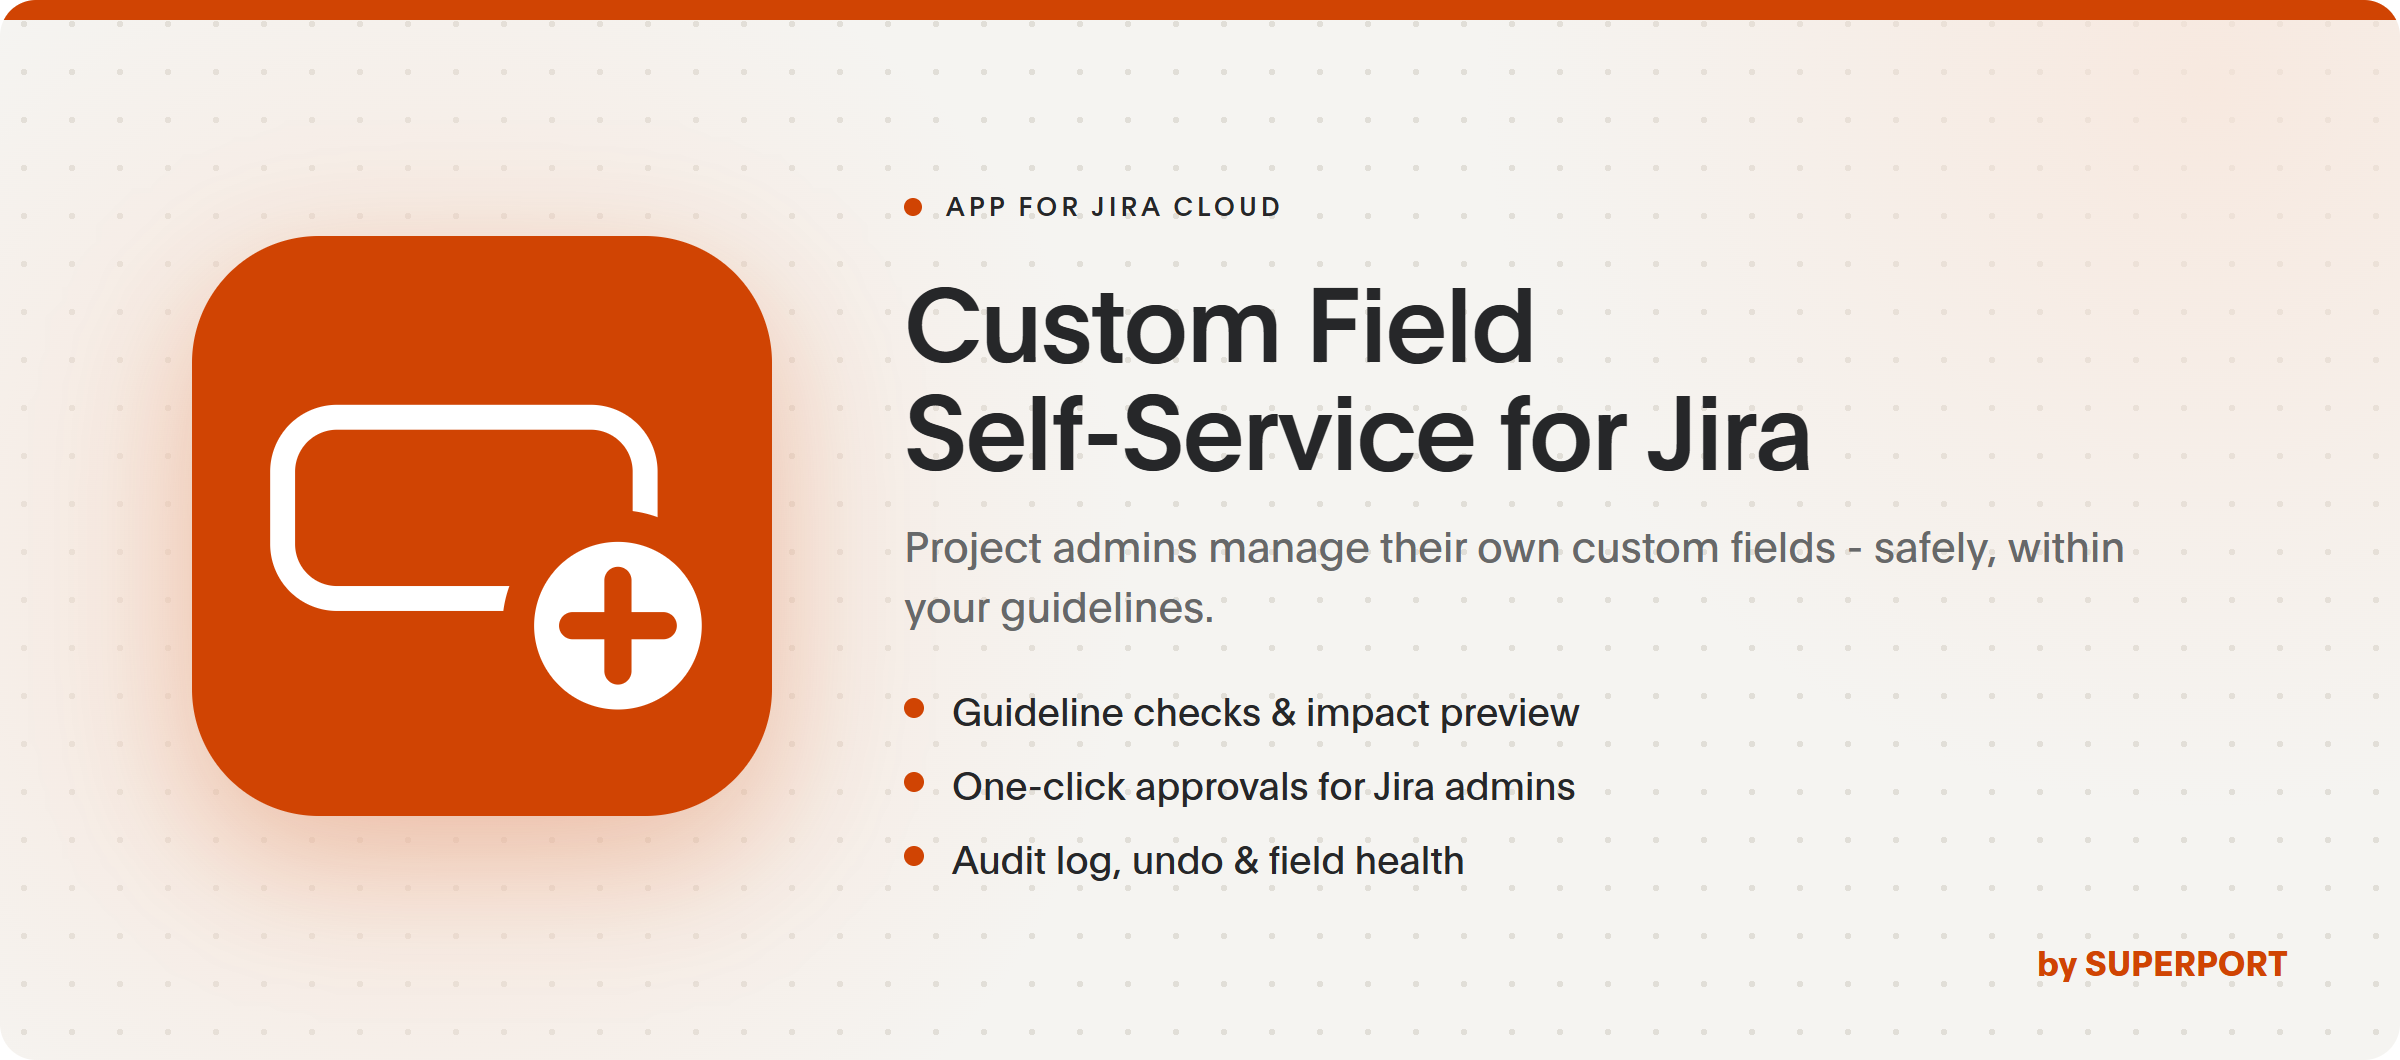 APP FOR JIRA CLOUD
Custom Field
Self-Service for Jira
Project admins manage their own custom fields - safely, within
your guidelines.
Guideline checks & impact preview
One-click approvals for Jira admins
Audit log, undo & field health
by SUPERPORT